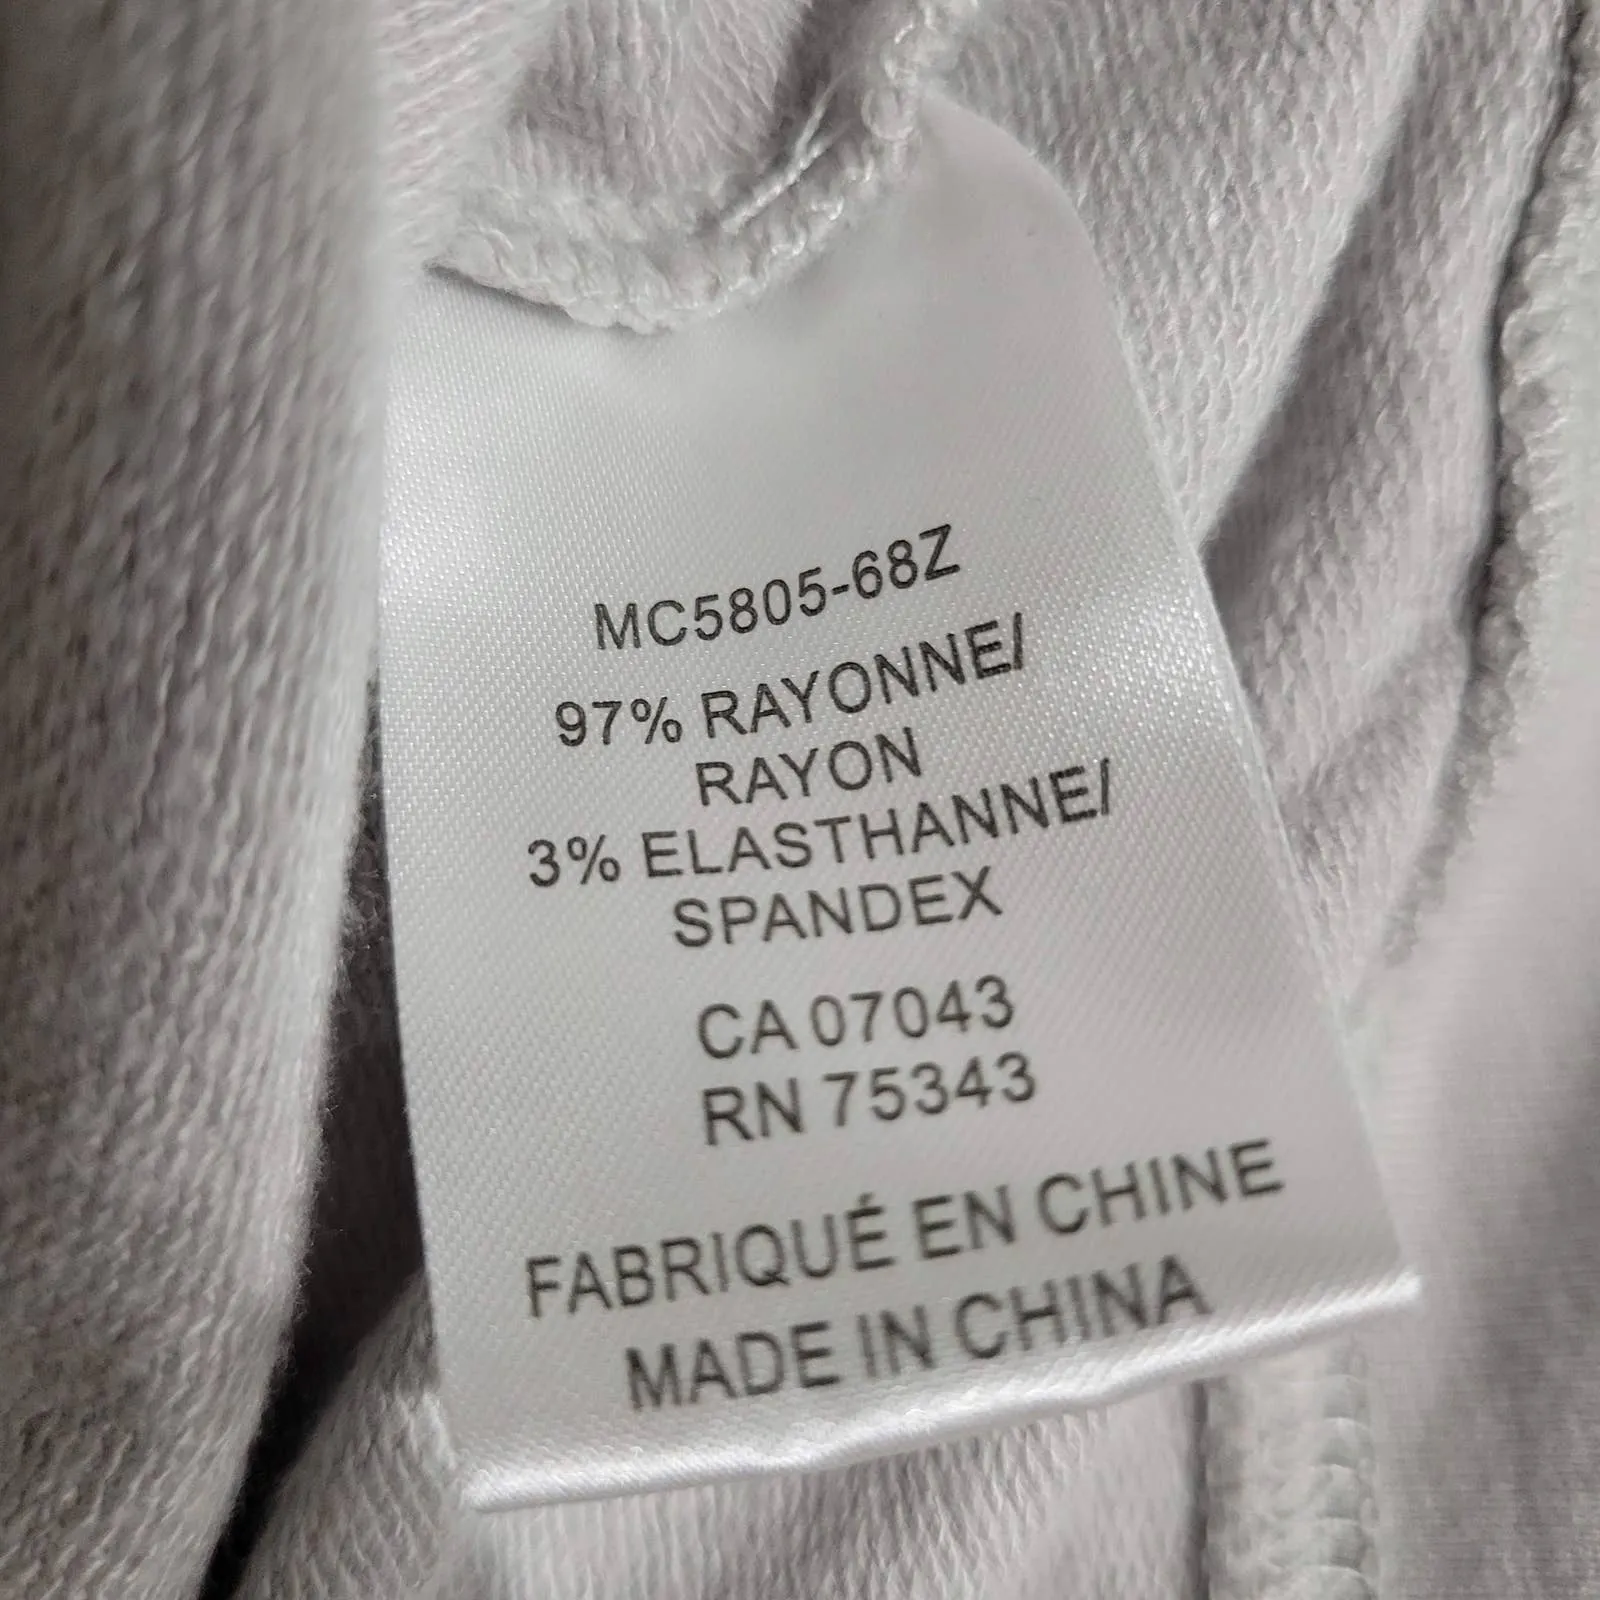 MC5805-68Z
97% RAYONNE/
RAYON
3% ELASTHANNE/
SPANDEX
CA 07043
RN 75343
FABRIQUÉ EN CHINE
MADE IN CHINA